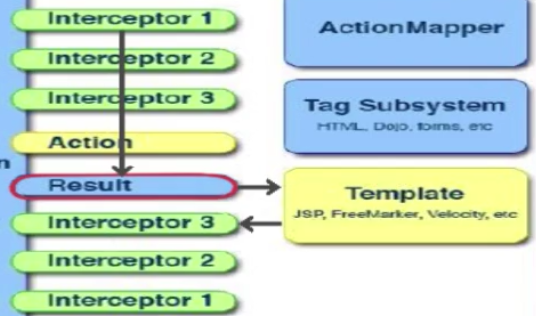 Interceptor 1
Interceptor 2
Interceptor 3
Action
n
Result
Interceptor 3
Interceptor 2
Interceptor 1
ActionMapper
Tag Subsystem
HTML, Dojo, forms, etc
Template
JSP, FreeMarker, Velocity, etc